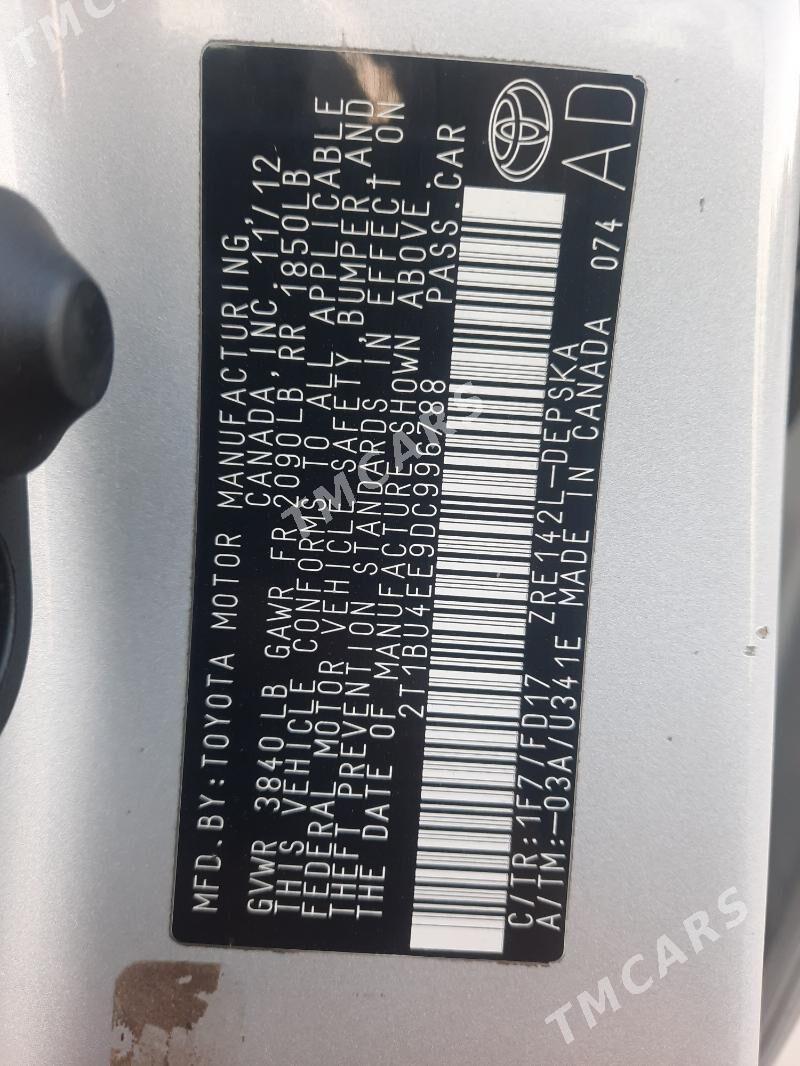 MFD.BY:TOYOTA MOTOR MANUFACTURING,
CANADA, INC. 11/12
GVWR 3840LB GAWR FR 2090LB RR 1850LB
THIS VEHICLE CONFORMS TO ALL APPLICABLE
FEDERAL MOTOR VEHICLE SAFETY, BUMPER, AND
THEFT PREVENTION STANDARDS IN EFFECT ON
THE DATE OF MANUFACTURE SHOWN ABOVE.
2T1BU4EE9DC996788 PASS.CAR
C/TR:1F7/FD17 ZRE142L-DEPSKA
A/TM:-03A/U341E MADE IN CANADA 074
AD
TMCARS
TMCARS
TMCARS